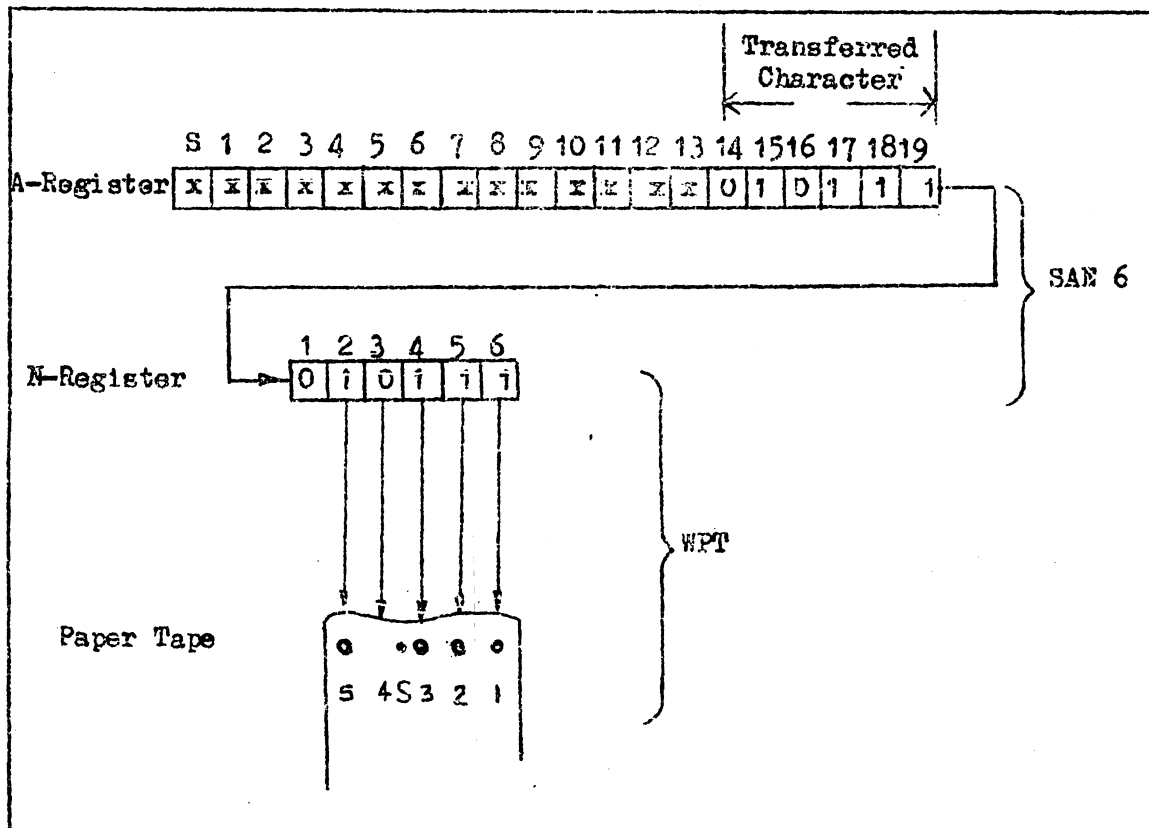 Transferred
Character
S 1 2 3 4 5 6 7 8 9 10 11 12 13 14 15 16 17 18 19
A-Register x x x x x x x x x x x x x x 0 1 0 1 1 1
SAN 6
1 2 3 4 5 6
N-Register 0 1 0 1 1 1
WPT
Paper Tape
5 4 S 3 2 1